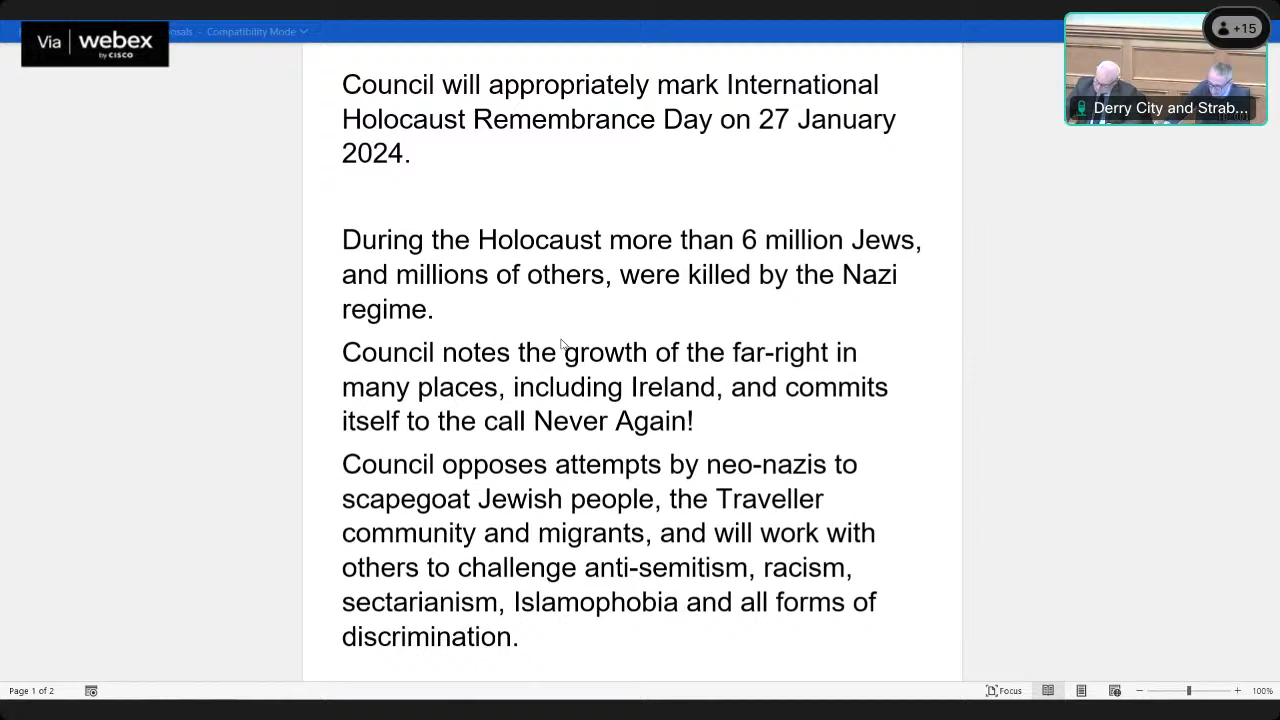 Via webex
by CISCO
osals - Compatibility Mode
+15
Derry City and Strab...
Council will appropriately mark International
Holocaust Remembrance Day on 27 January
2024.
During the Holocaust more than 6 million Jews,
and millions of others, were killed by the Nazi
regime.
Council notes the growth of the far-right in
many places, including Ireland, and commits
itself to the call Never Again!
Council opposes attempts by neo-nazis to
scapegoat Jewish people, the Traveller
community and migrants, and will work with
others to challenge anti-semitism, racism,
sectarianism, Islamophobia and all forms of
discrimination.
Page 1 of 2
Focus
100%